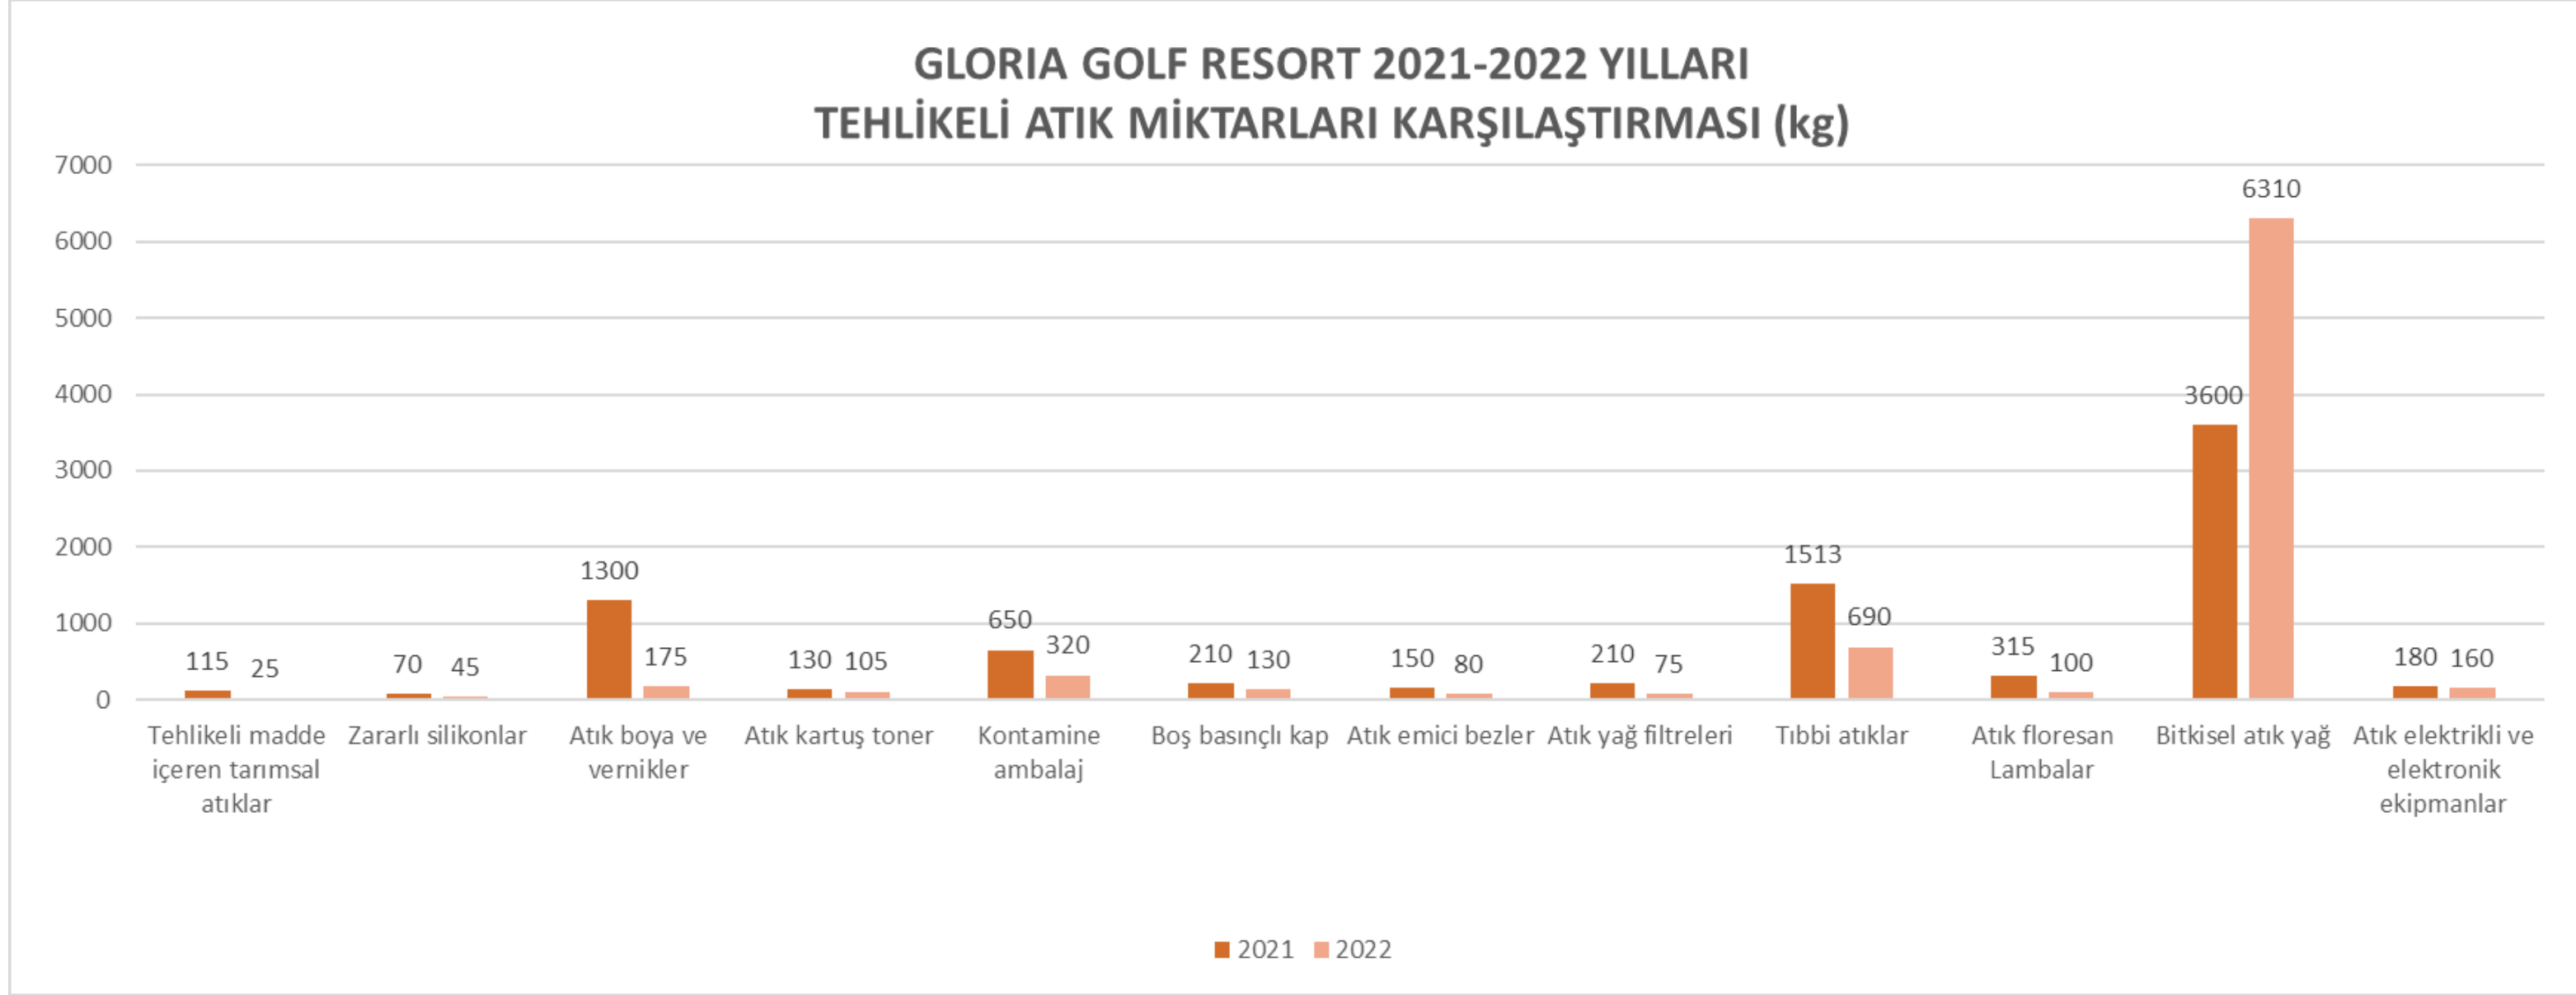 GLORIA GOLF RESORT 2021-2022 YILLARI
TEHLİKELİ ATIK MİKTARLARI KARŞILAŞTIRMASI (kg)
7000
6000
5000
4000
3000
2000
1000
0
115 25
70 45
1300 175
130 105
650 320
210 130
150 80
210 75
1513 690
315 100
3600 6310
180 160
Tehlikeli madde
içeren tarımsal
atıklar
Zararlı silikonlar
Atık boya ve
vernikler
Atık kartuş toner
Kontamine
ambalaj
Boş basınçlı kap
Atık emici bezler
Atık yağ filtreleri
Tıbbi atıklar
Atık floresan
Lambalar
Bitkisel atık yağ
Atık elektrikli ve
elektronik
ekipmanlar
2021 2022